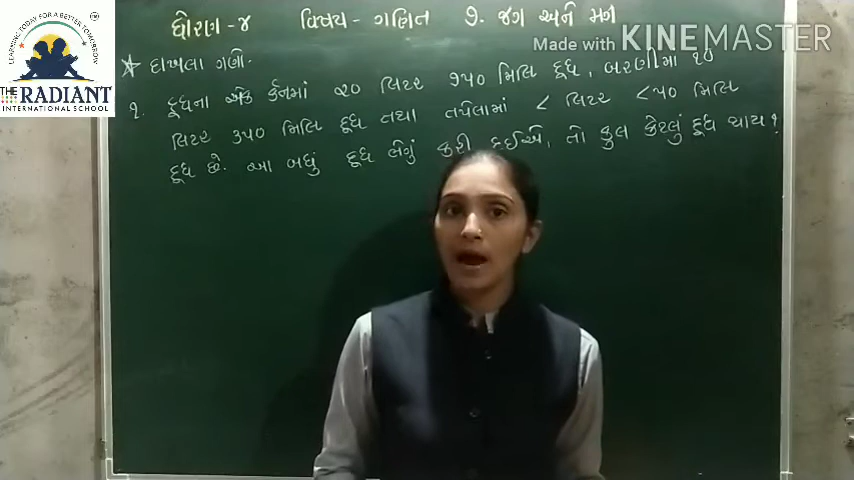 ધોરણ-૪ વિષય - ગણિત ૭. જગ અને મગ
Made with KINEMASTER
LEARNING TODAY FOR A BETTER TOMORROW
THE RADIANT
INTERNATIONAL SCHOOL
★ દાખલા ગણો.
૧. દૂધના એક કેનમાં ૨૦ લિટર ૭૫૦ મિલિ દૂધ, બરણીમાં ૧૦
લિટર ૩૫૦ મિલિ દૂધ તથા તપેલામાં ૮ લિટર ૮૫૦ મિલિ
દૂધ છે. આ બધું દૂધ ભેગું કરી દઈએ, તો કુલ કેટલું દૂધ થાય?